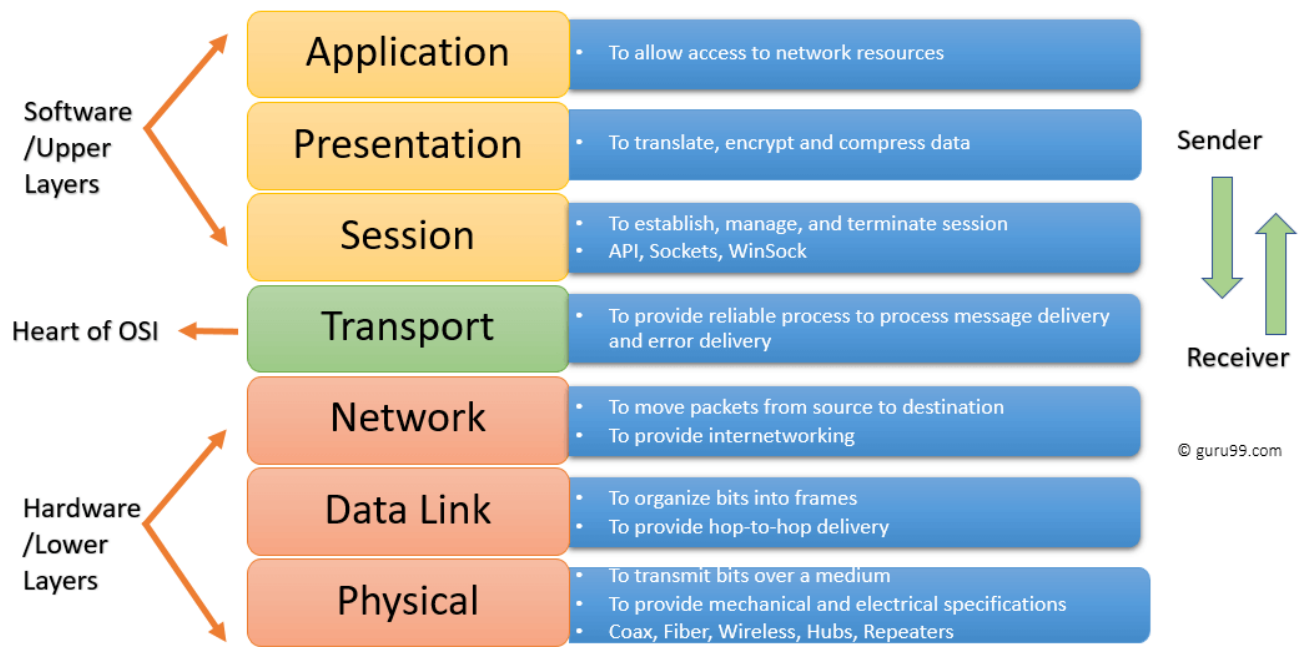 Software
/Upper
Layers
Heart of OSI
Hardware
/Lower
Layers
Application
• To allow access to network resources
Presentation
• To translate, encrypt and compress data
Session
• To establish, manage, and terminate session
• API, Sockets, WinSock
Transport
• To provide reliable process to process message delivery
and error delivery
Network
• To move packets from source to destination
• To provide internetworking
Data Link
• To organize bits into frames
• To provide hop-to-hop delivery
Physical
• To transmit bits over a medium
• To provide mechanical and electrical specifications
• Coax, Fiber, Wireless, Hubs, Repeaters
Sender
Receiver
© guru99.com